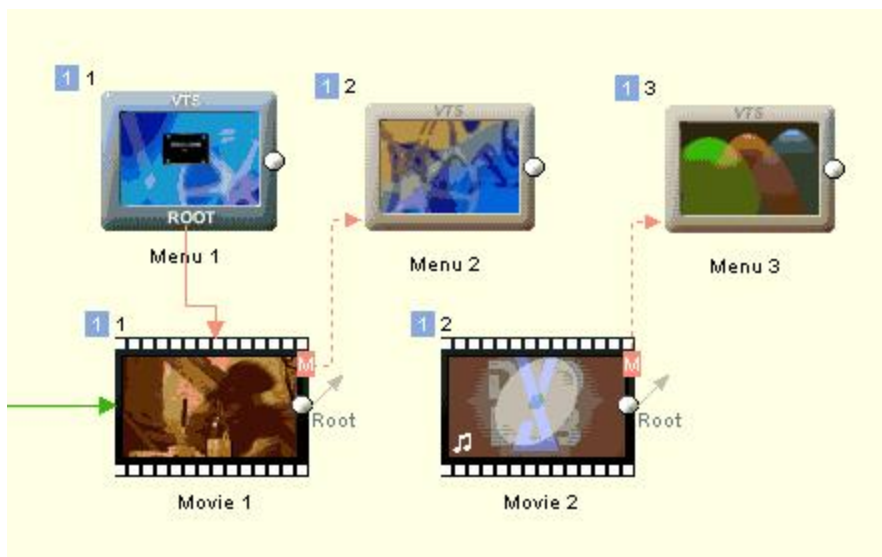 1 1
VTS
ROOT
Menu 1
1 2
VTS
Menu 2
1 3
VTS
Menu 3
1 1
M
Root
Movie 1
1 2
M
Root
Movie 2